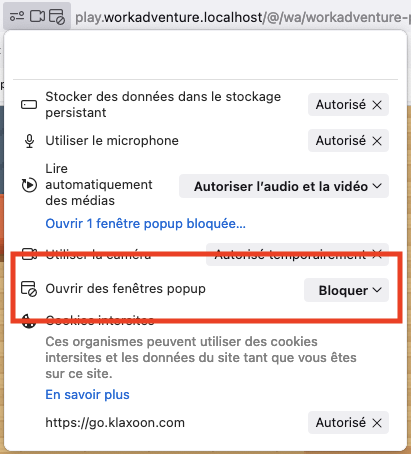 play.workadventure.localhost/@/wa/workadventure-p
Stocker des données dans le stockage
persistant
Autorisé
Utiliser le microphone
Autorisé
Lire
automatiquement
des médias
Autoriser l’audio et la vidéo
Ouvrir 1 fenêtre popup bloquée…
Utiliser la caméra
Autorisé temporairement
Ouvrir des fenêtres popup
Bloquer
Cookies intersites
Ces organismes peuvent utiliser des cookies
intersites et les données du site tant que vous êtes
sur ce site.
En savoir plus
https://go.klaxoon.com
Autorisé